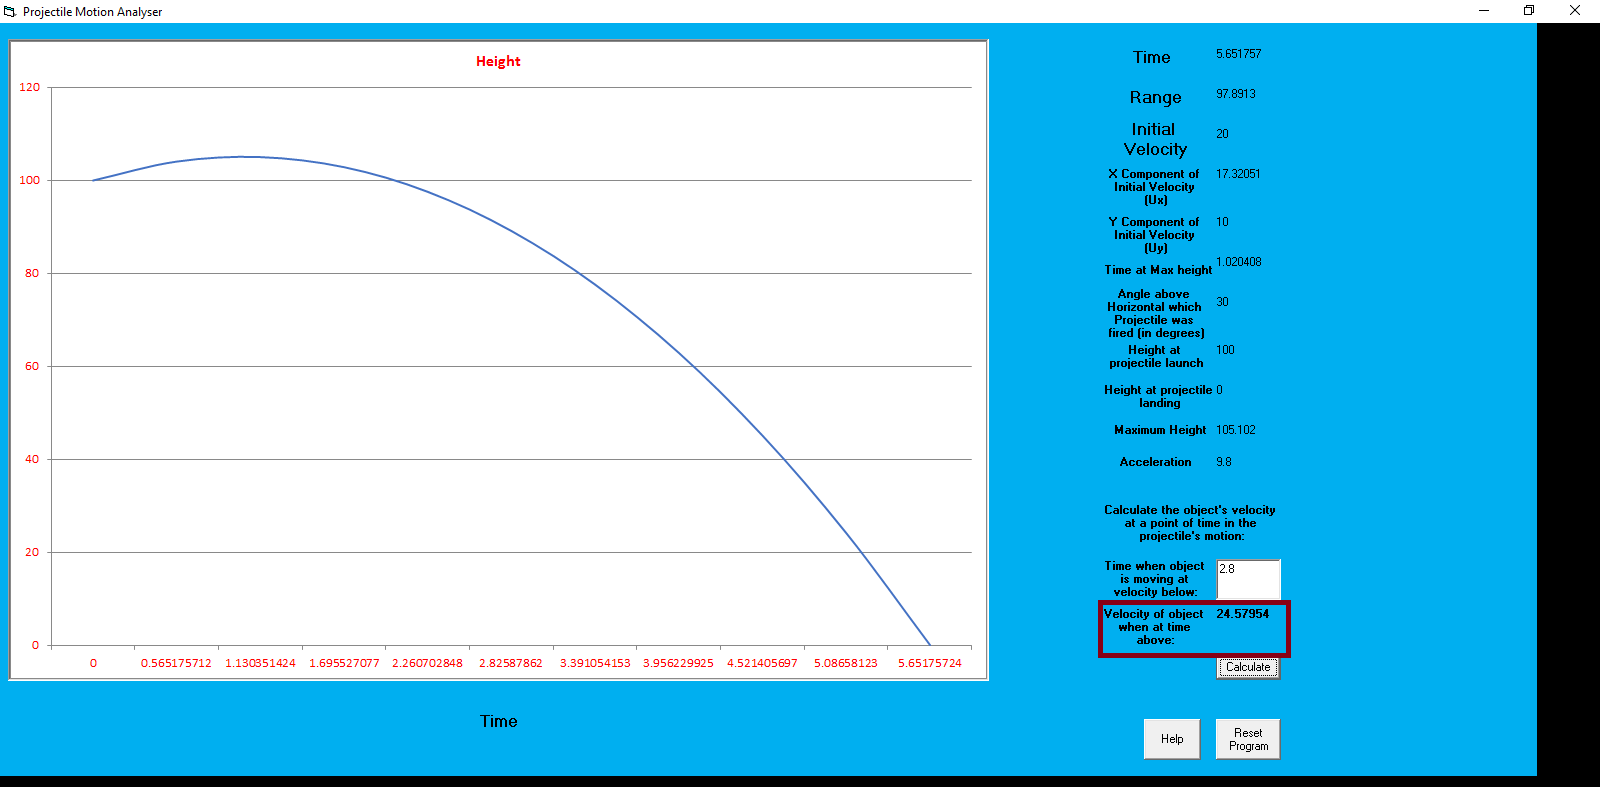 Projectile Motion Analyser
Height
120
100
80
60
40
20
0
0 0.565175712 1.130351424 1.695527077 2.260702848 2.82587862 3.391054153 3.956229925 4.521405697 5.08658123 5.65175724
Time
Time 5.651757
Range 97.8913
Initial
Velocity
20
X Component of
Initial Velocity
(Ux)
17.32051
Y Component of
Initial Velocity
(Uy)
10
Time at Max height 1.020408
Angle above
Horizontal which
Projectile was
fired (in degrees)
30
Height at
projectile launch
100
Height at projectile
landing
0
Maximum Height 105.102
Acceleration 9.8
Calculate the object's velocity
at a point of time in the
projectile's motion:
Time when object
is moving at
velocity below:
2.8
Velocity of object
when at time
above:
24.57954
Calculate
Help
Reset
Program